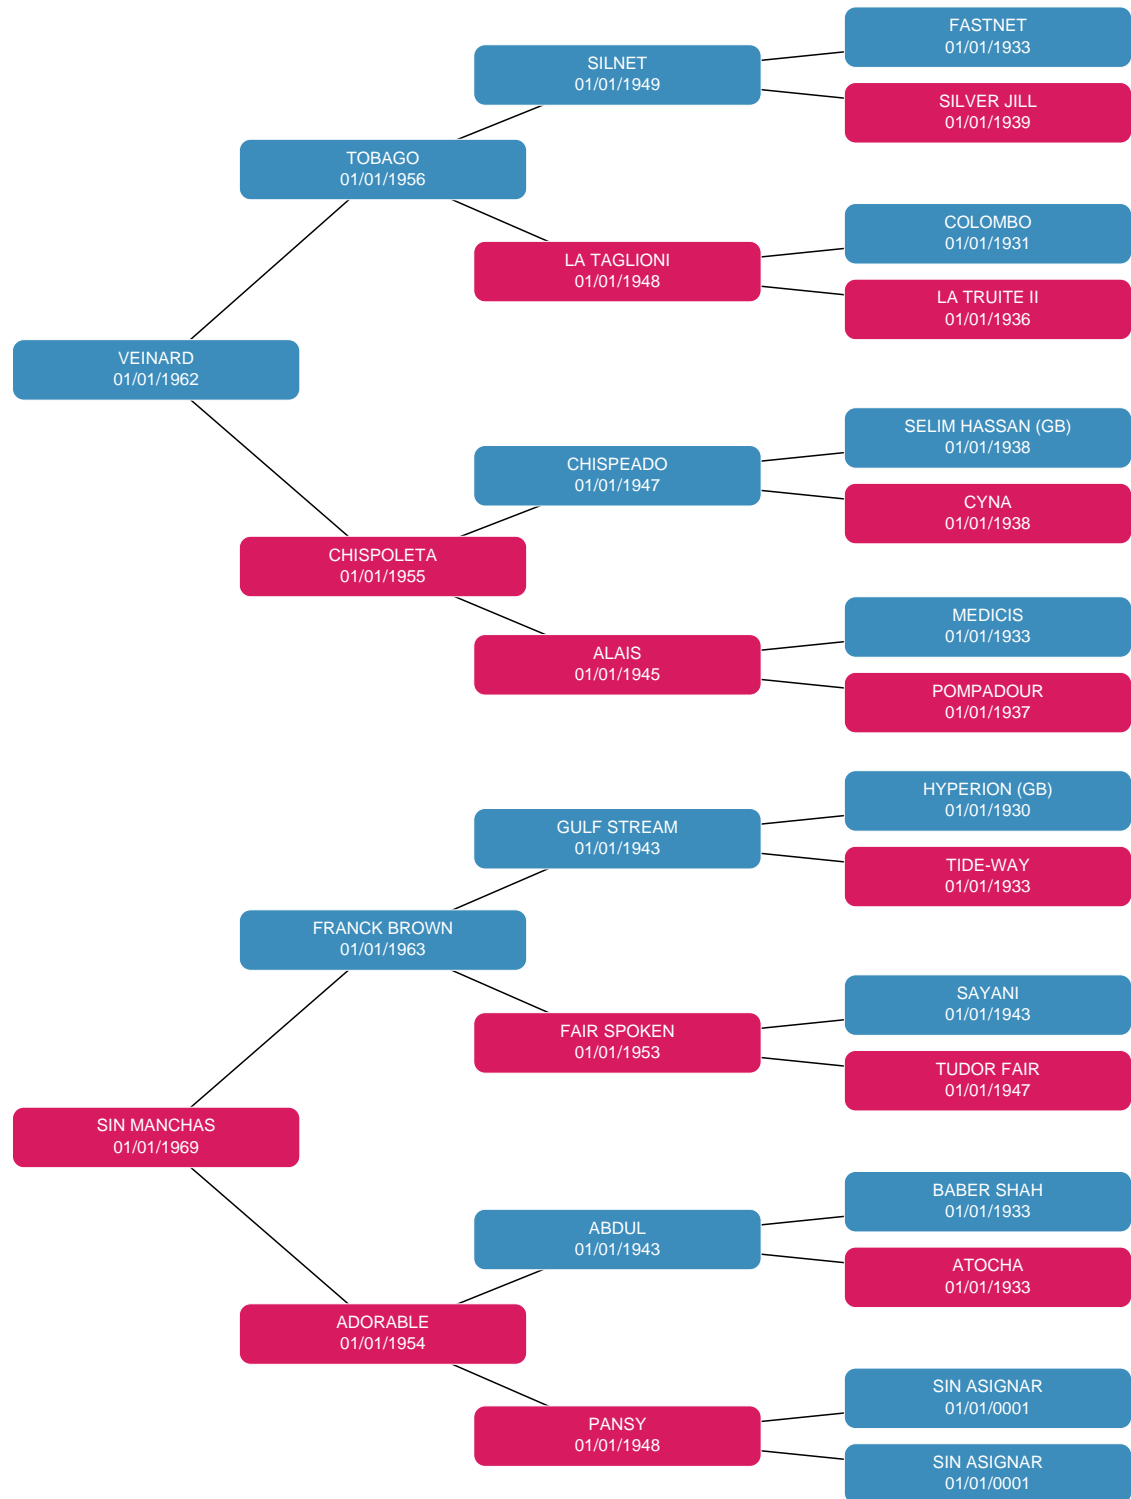 FASTNET
01/01/1933
SILNET
01/01/1949
SILVER JILL
01/01/1939
TOBAGO
01/01/1956
COLOMBO
01/01/1931
LA TAGLIONI
01/01/1948
LA TRUITE II
01/01/1936
VEINARD
01/01/1962
SELIM HASSAN (GB)
01/01/1938
CHISPEADO
01/01/1947
CYNA
01/01/1938
CHISPOLETA
01/01/1955
MEDICIS
01/01/1933
ALAIS
01/01/1945
POMPADOUR
01/01/1937
HYPERION (GB)
01/01/1930
GULF STREAM
01/01/1943
TIDE-WAY
01/01/1933
FRANCK BROWN
01/01/1963
SAYANI
01/01/1943
FAIR SPOKEN
01/01/1953
TUDOR FAIR
01/01/1947
SIN MANCHAS
01/01/1969
BABER SHAH
01/01/1933
ABDUL
01/01/1943
ATOCHA
01/01/1933
ADORABLE
01/01/1954
SIN ASIGNAR
01/01/0001
PANSY
01/01/1948
SIN ASIGNAR
01/01/0001